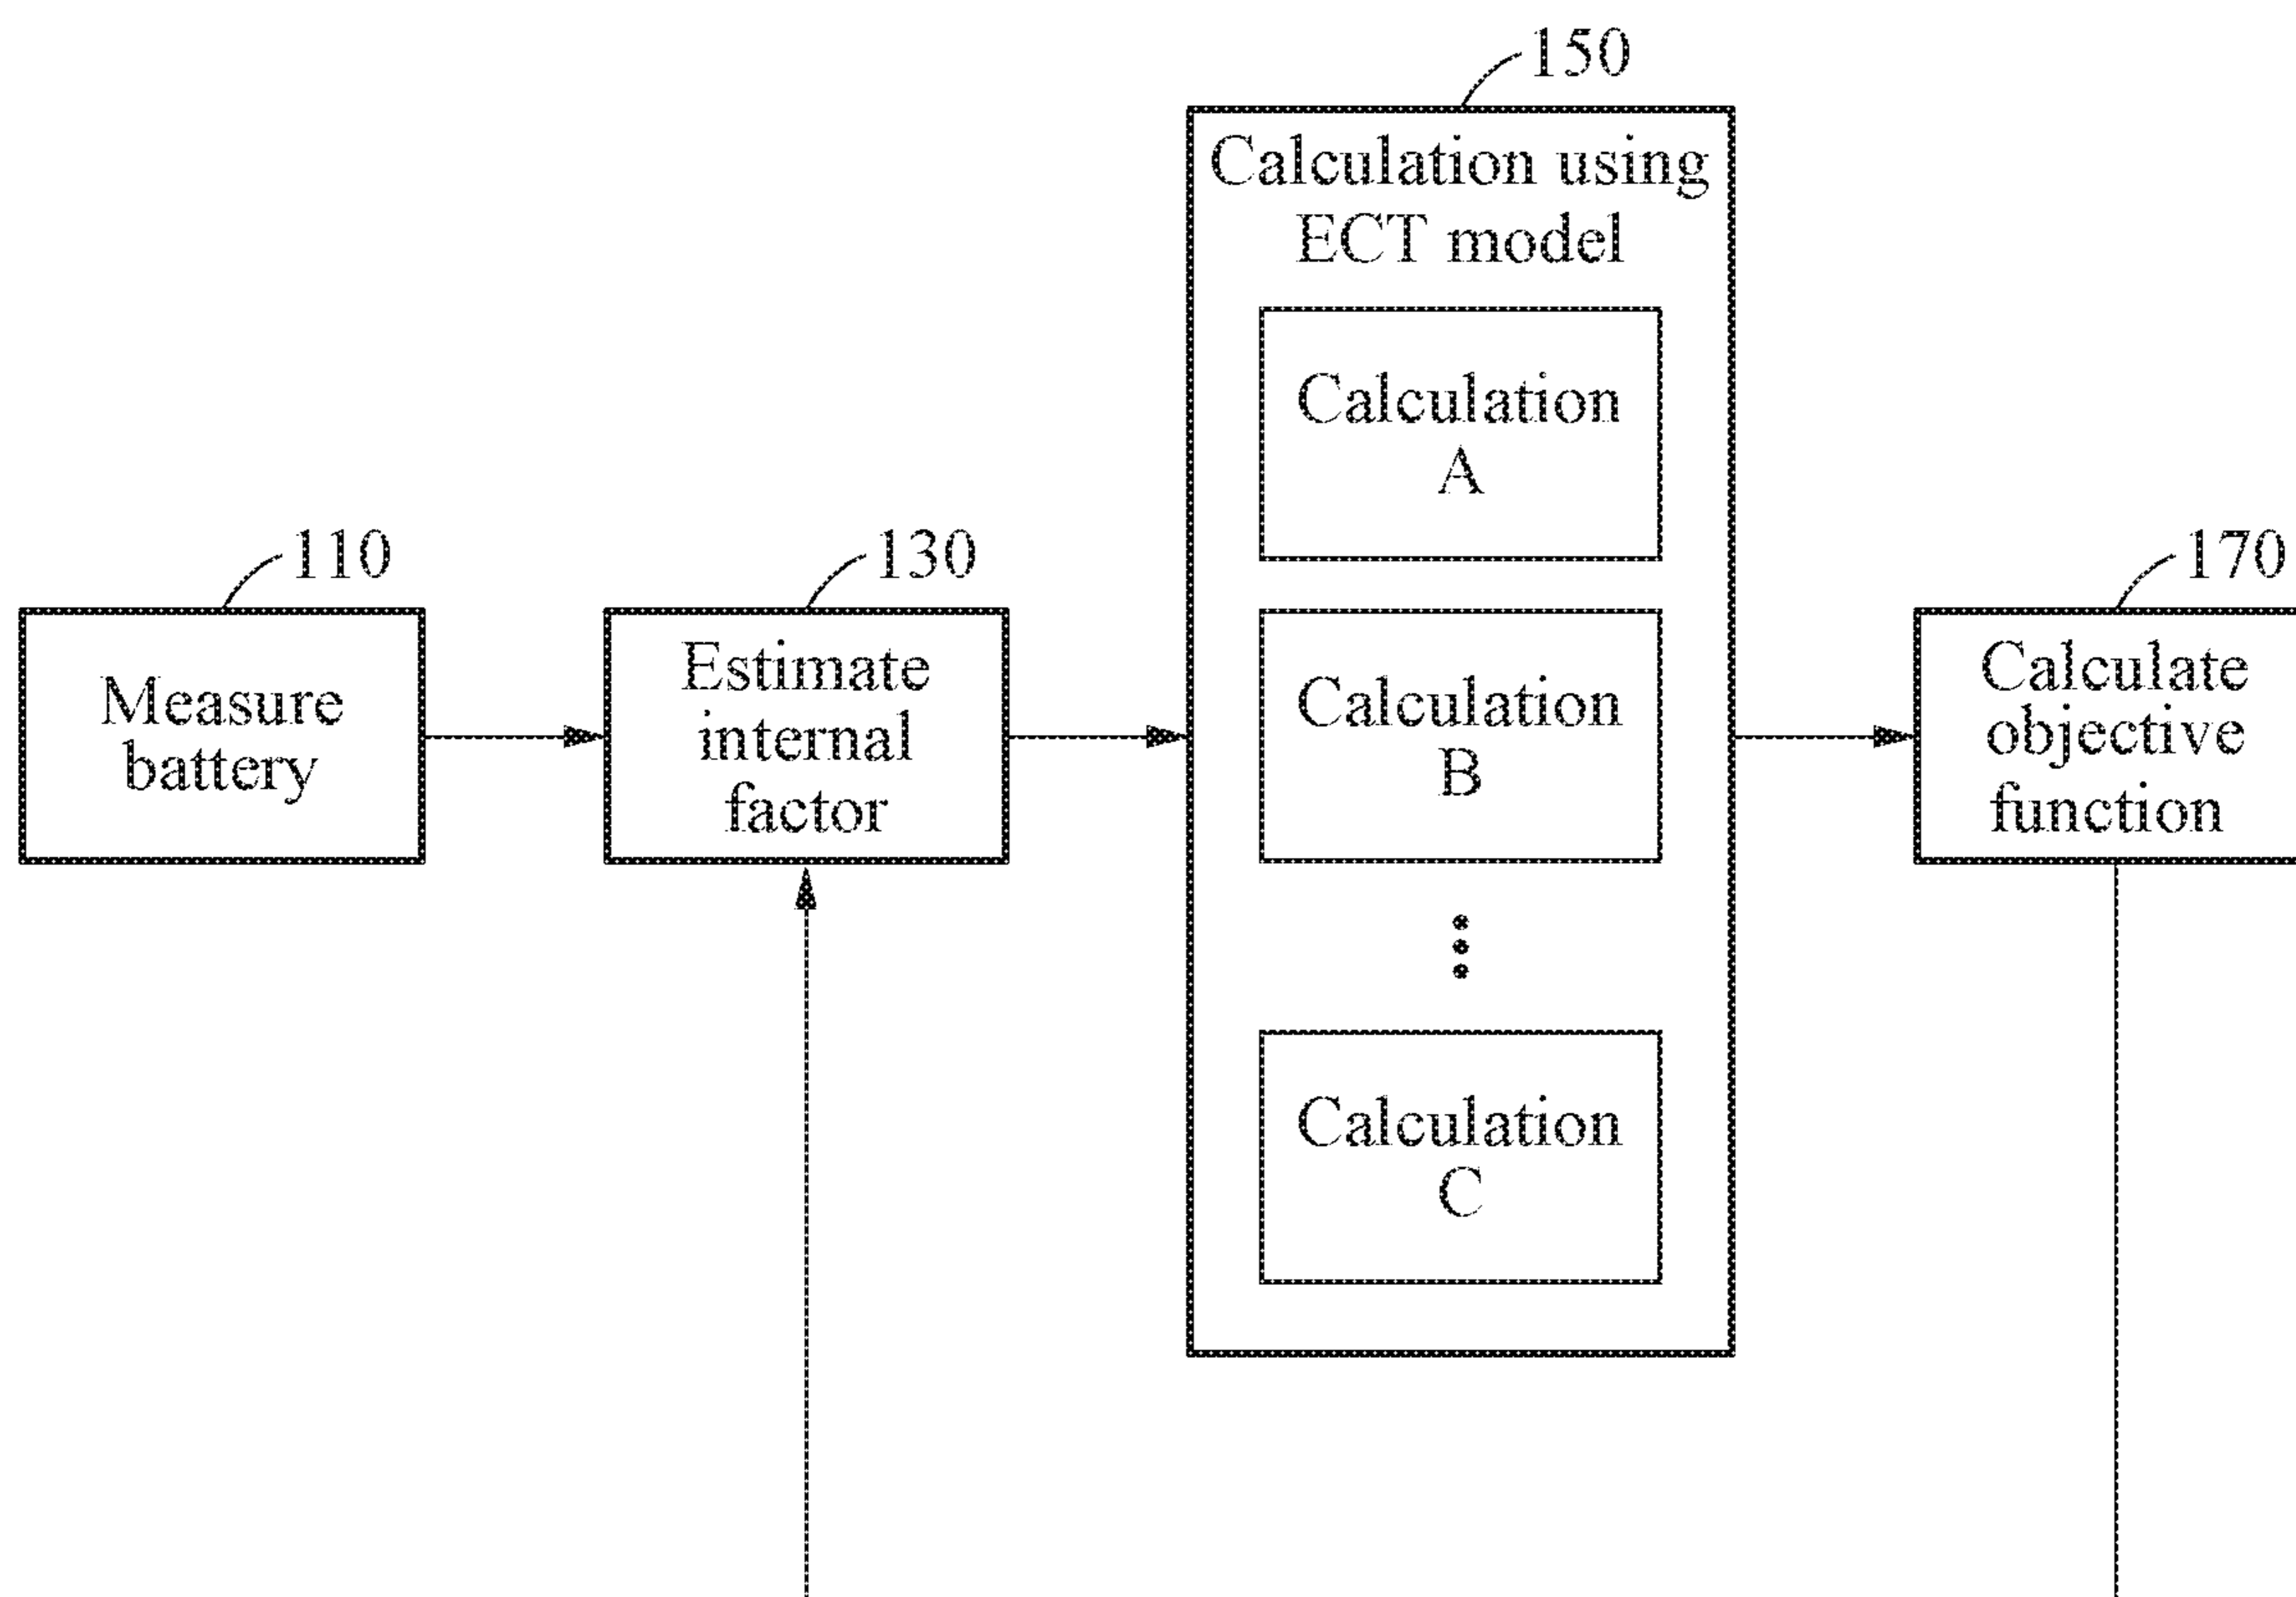 150
Calculation using
ECT model
Calculation
A
110
Measure
battery
130
Estimate
internal
factor
Calculation
B
170
Calculate
objective
function
Calculation
C